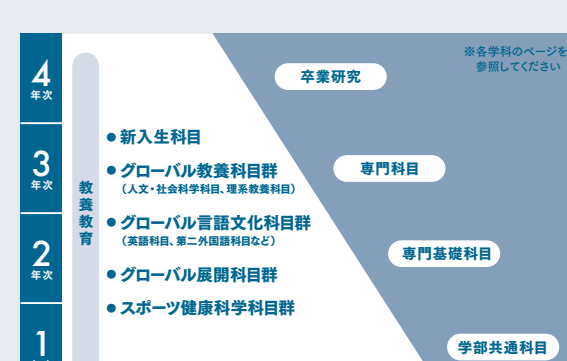 ※各学科のページを
参照してください
4
年次
卒業研究
3
年次
教養教育
●新入生科目
●グローバル教養科目群
（人文・社会科学科目、理系教養科目）
●グローバル言語文化科目群
（英語科目、第二外国語科目など）
●グローバル展開科目群
●スポーツ健康科学科目群
専門科目
2
年次
専門基礎科目
1
学部共通科目